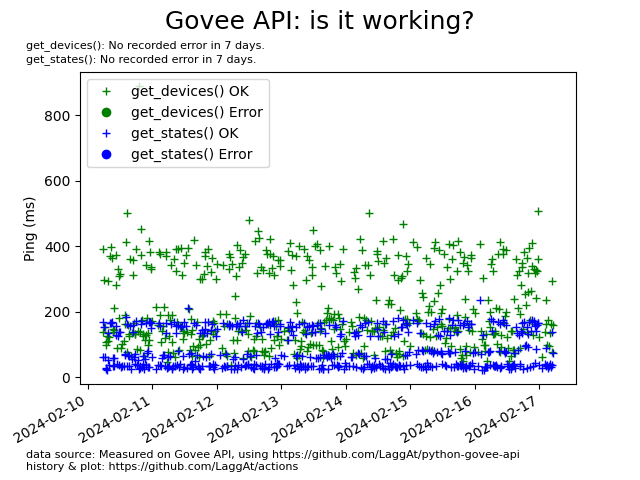 Govee API: is it working?
get_devices(): No recorded error in 7 days.
get_states(): No recorded error in 7 days.
get_devices() OK
get_devices() Error
get_states() OK
get_states() Error
Ping (ms)
800
600
400
200
0
2024-02-10
2024-02-11
2024-02-12
2024-02-13
2024-02-14
2024-02-15
2024-02-16
2024-02-17
data source: Measured on Govee API, using https://github.com/LaggAt/python-govee-api
history & plot: https://github.com/LaggAt/actions